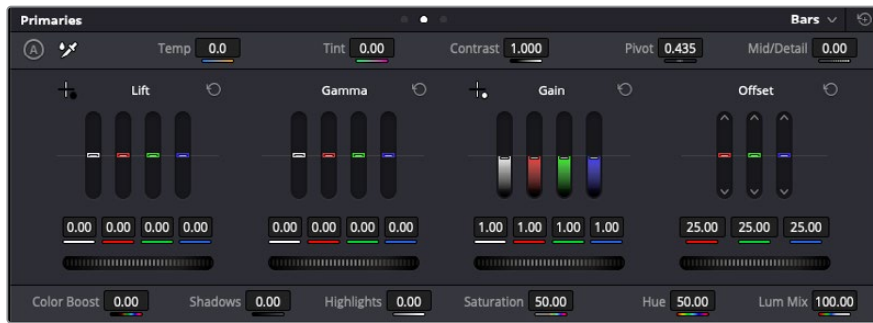 Primaries Bars
A Temp 0.0 Tint 0.00 Contrast 1.000 Pivot 0.435 Mid/Detail 0.00
Lift Gamma Gain Offset
0.00 0.00 0.00 0.00 0.00 0.00 0.00 0.00 1.00 1.00 1.00 1.00 25.00 25.00 25.00
Color Boost 0.00 Shadows 0.00 Highlights 0.00 Saturation 50.00 Hue 50.00 Lum Mix 100.00